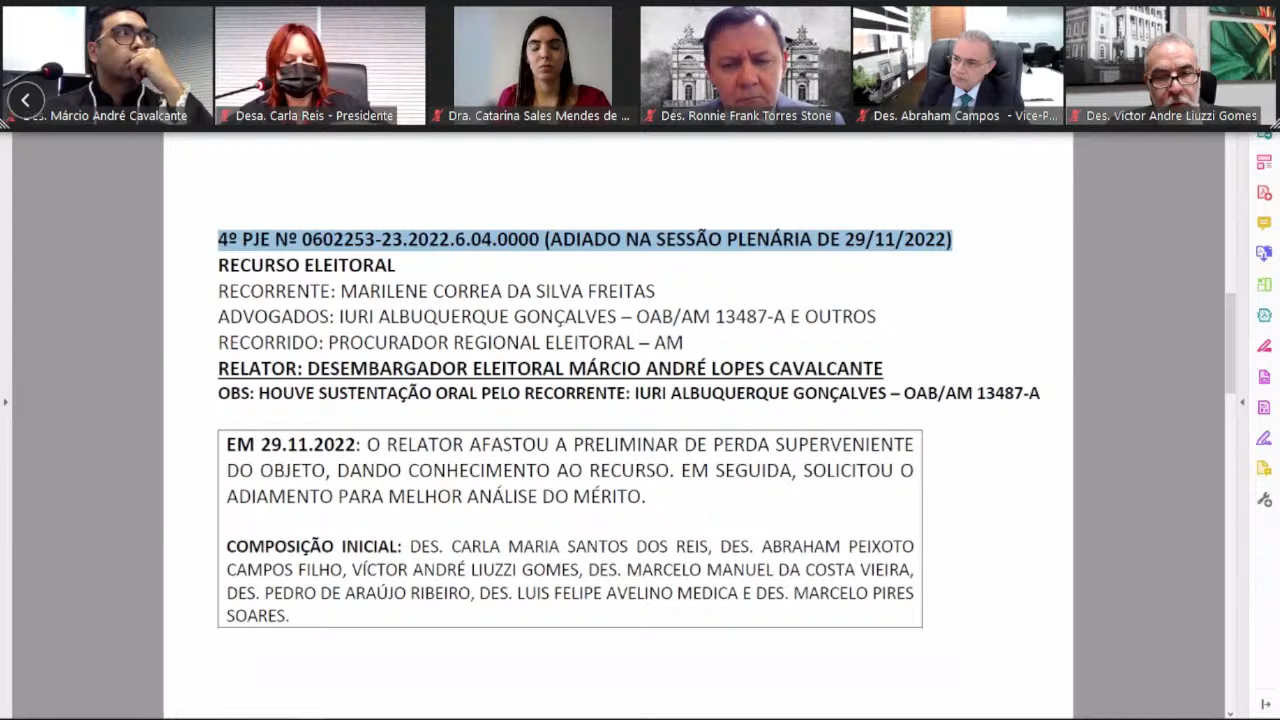 es. Márcio André Cavalcante
Desa. Carla Reis - Presidente
Dra. Catarina Sales Mendes de ...
Des. Ronnie Frank Torres Stone
Des. Abraham Campos - Vice-P...
Des. Víctor Andre Liuzzi Gomes
4º PJE Nº 0602253-23.2022.6.04.0000 (ADIADO NA SESSÃO PLENÁRIA DE 29/11/2022)
RECURSO ELEITORAL
RECORRENTE: MARILENE CORREA DA SILVA FREITAS
ADVOGADOS: IURI ALBUQUERQUE GONÇALVES – OAB/AM 13487-A E OUTROS
RECORRIDO: PROCURADOR REGIONAL ELEITORAL – AM
RELATOR: DESEMBARGADOR ELEITORAL MÁRCIO ANDRÉ LOPES CAVALCANTE
OBS: HOUVE SUSTENTAÇÃO ORAL PELO RECORRENTE: IURI ALBUQUERQUE GONÇALVES – OAB/AM 13487-A
EM 29.11.2022: O RELATOR AFASTOU A PRELIMINAR DE PERDA SUPERVENIENTE
DO OBJETO, DANDO CONHECIMENTO AO RECURSO. EM SEGUIDA, SOLICITOU O
ADIAMENTO PARA MELHOR ANÁLISE DO MÉRITO.
COMPOSIÇÃO INICIAL: DES. CARLA MARIA SANTOS DOS REIS, DES. ABRAHAM PEIXOTO
CAMPOS FILHO, VÍCTOR ANDRÉ LIUZZI GOMES, DES. MARCELO MANUEL DA COSTA VIEIRA,
DES. PEDRO DE ARAÚJO RIBEIRO, DES. LUIS FELIPE AVELINO MEDICA E DES. MARCELO PIRES
SOARES.